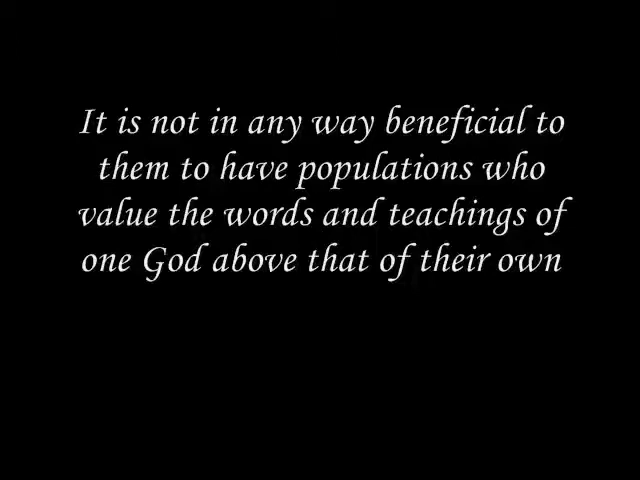 It is not in any way beneficial to
them to have populations who
value the words and teachings of
one God above that of their own